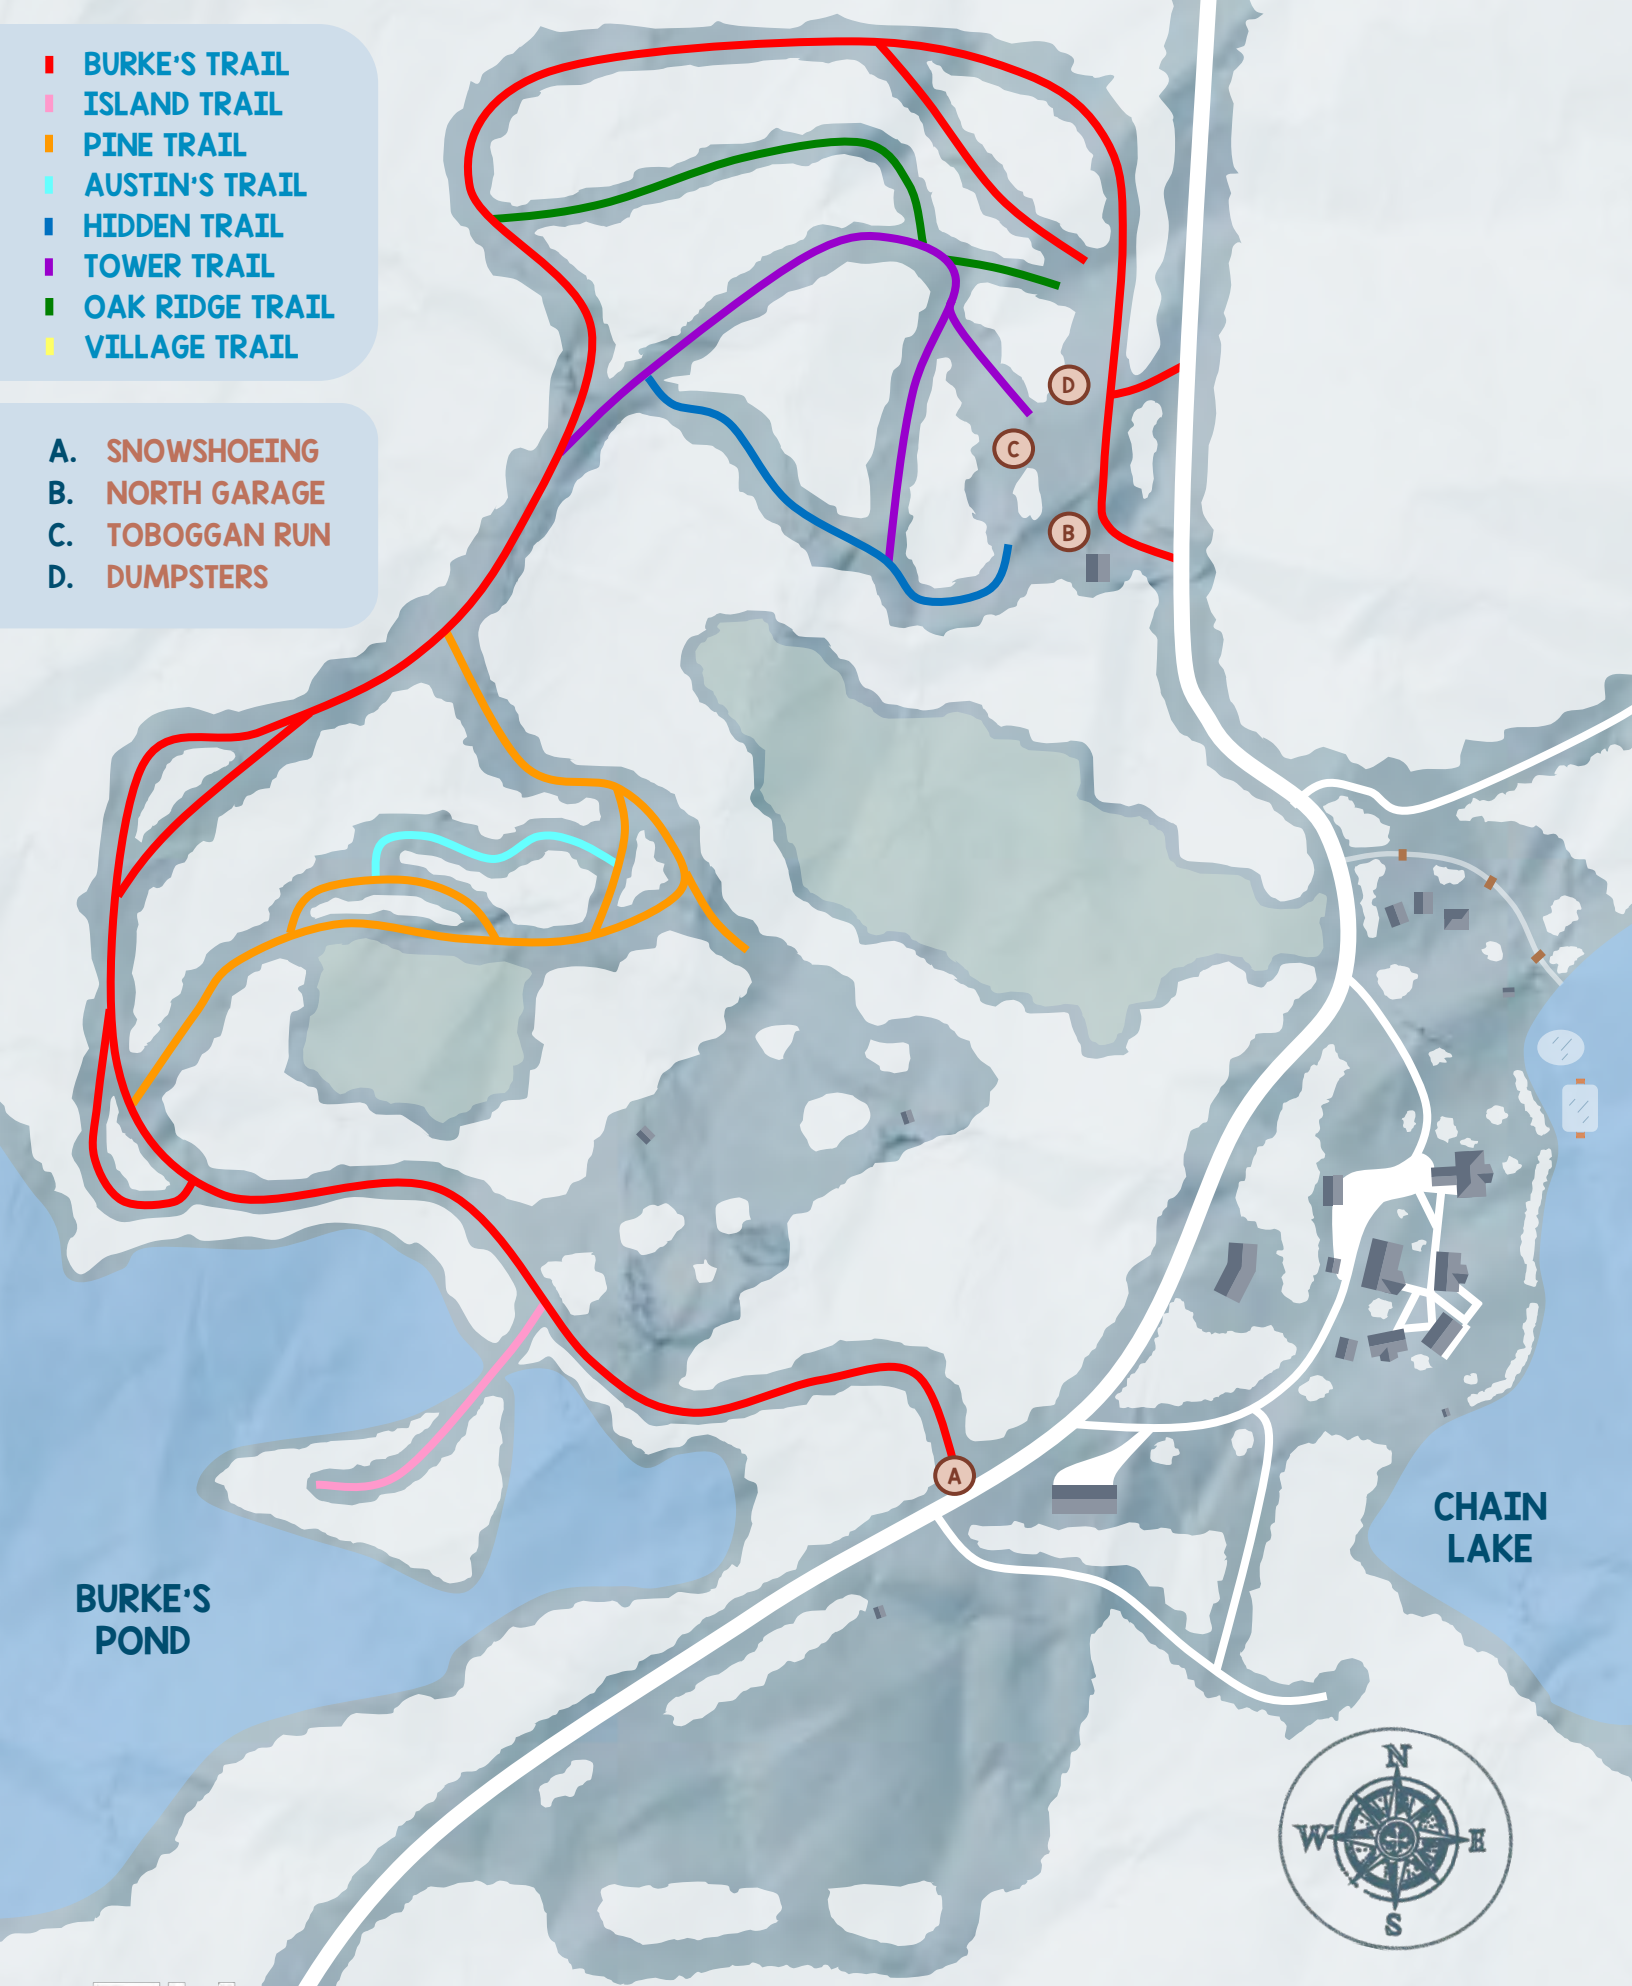 BURKE'S TRAIL
ISLAND TRAIL
PINE TRAIL
AUSTIN'S TRAIL
HIDDEN TRAIL
TOWER TRAIL
OAK RIDGE TRAIL
VILLAGE TRAIL
A. SNOWSHOEING
B. NORTH GARAGE
C. TOBOGGAN RUN
D. DUMPSTERS
D
C
B
A
CHAIN
LAKE
BURKE'S
POND
N
W E
S